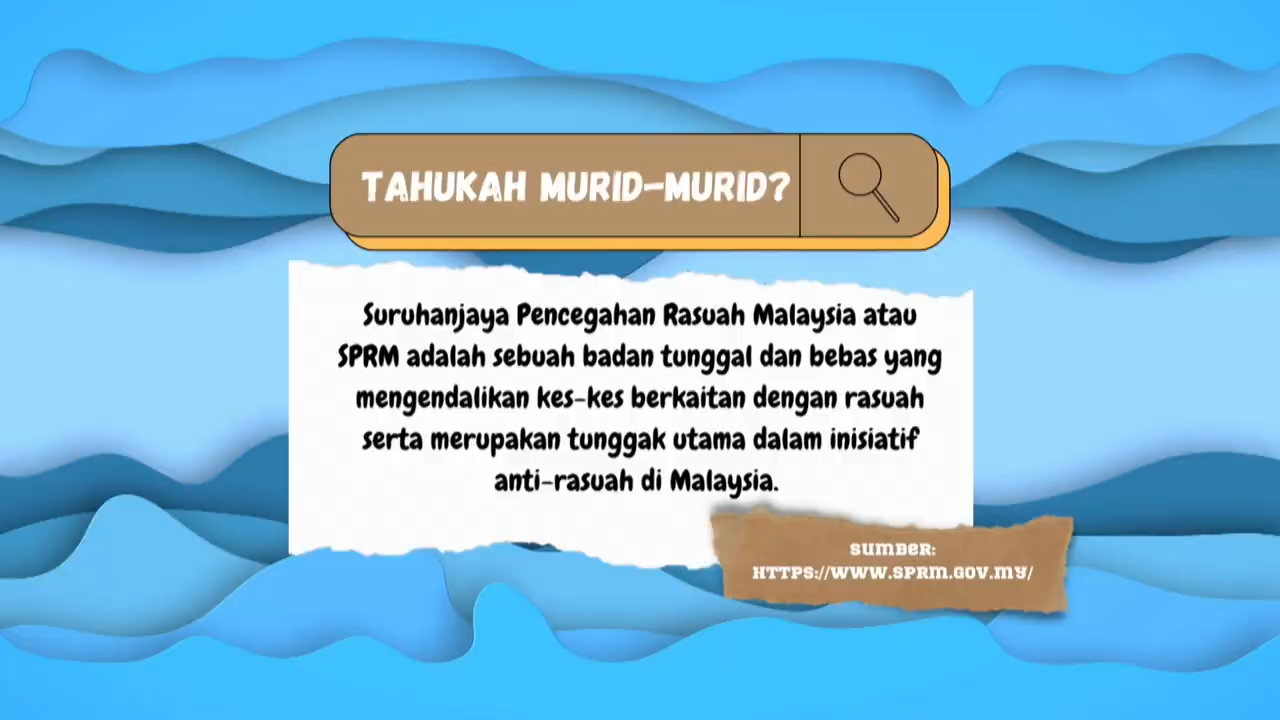 TAHUKAH MURID-MURID?
Suruhanjaya Pencegahan Rasuah Malaysia atau
SPRM adalah sebuah badan tunggal dan bebas yang
mengendalikan kes-kes berkaitan dengan rasuah
serta merupakan tunggak utama dalam inisiatif
anti-rasuah di Malaysia.
SUMBER:
HTTPS://WWW.SPRM.GOV.MY/